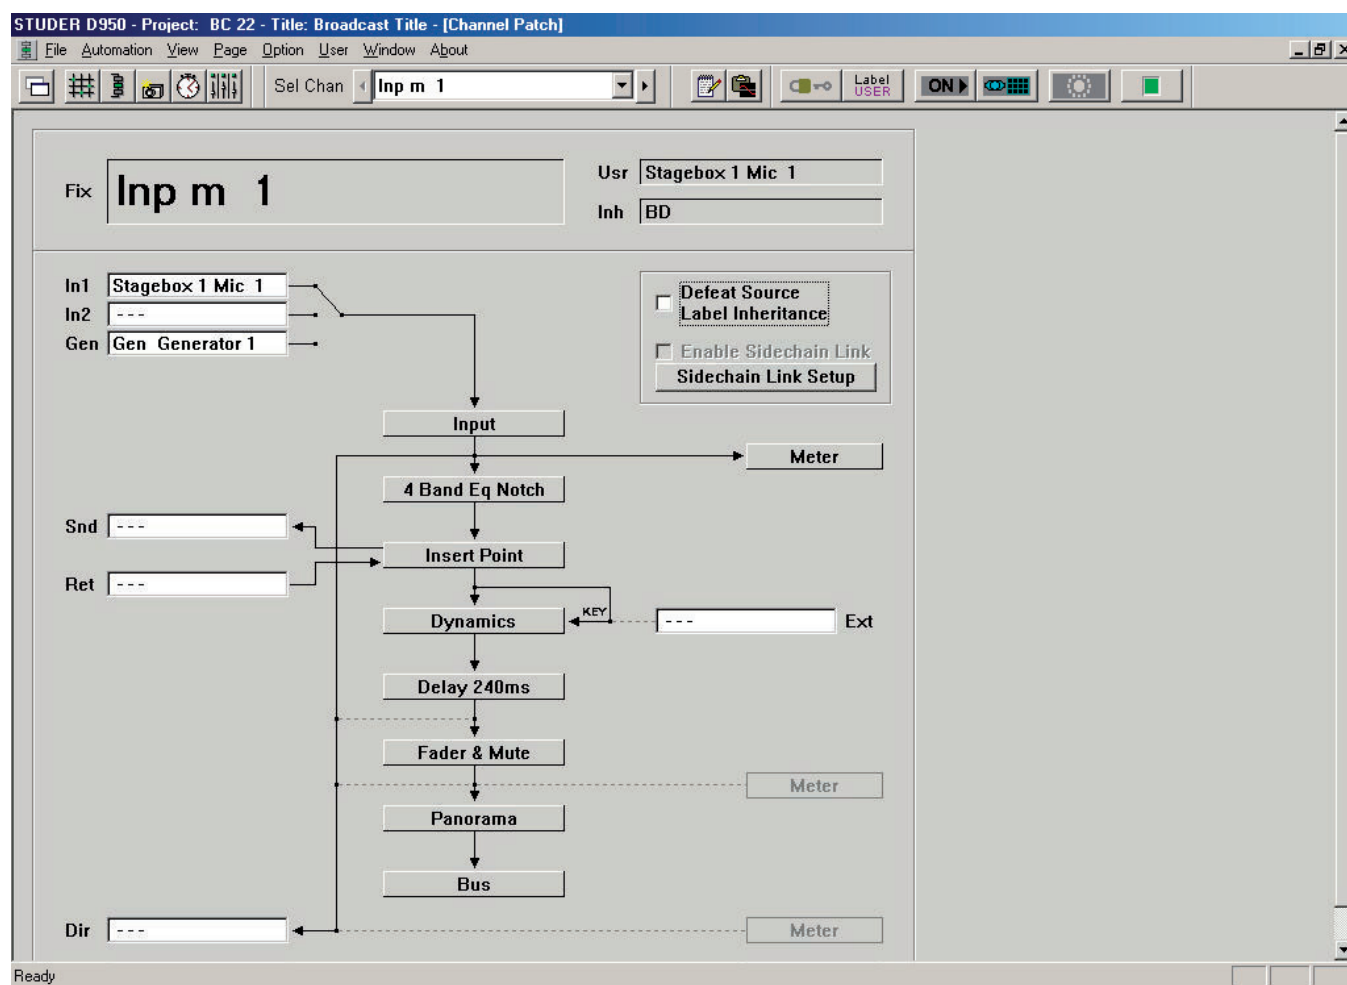 STUDER D950 - Project:  BC 22 - Title: Broadcast Title - [Channel Patch]
File Automation View Page Option User Window About
Sel Chan Inp m 1 Label USER ON
Fix Inp m 1
Usr Stagebox 1 Mic 1
Inh BD
In1 Stagebox 1 Mic 1
In2 ---
Gen Gen Generator 1
Defeat Source
Label Inheritance
Enable Sidechain Link
Sidechain Link Setup
Input
Meter
4 Band Eq Notch
Snd ---
Insert Point
Ret ---
Dynamics KEY --- Ext
Delay 240ms
Fader & Mute
Meter
Panorama
Bus
Dir --- Meter
Ready